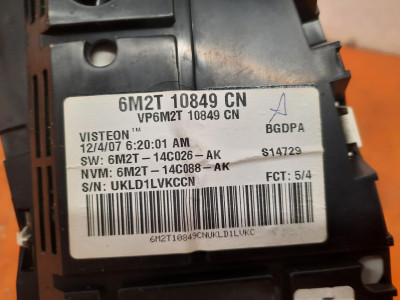 6M2T 10849 CN
VP6M2T 10849 CN
VISTEON™ BGDPA
12/4/07 6:20:01 AM
SW: 6M2T-14C026-AK S14729
NVM: 6M2T-14C088-AK
S/N: UKLD1LVKCCN FCT: 5/4
6M2T10849CNUKLD1LVKC